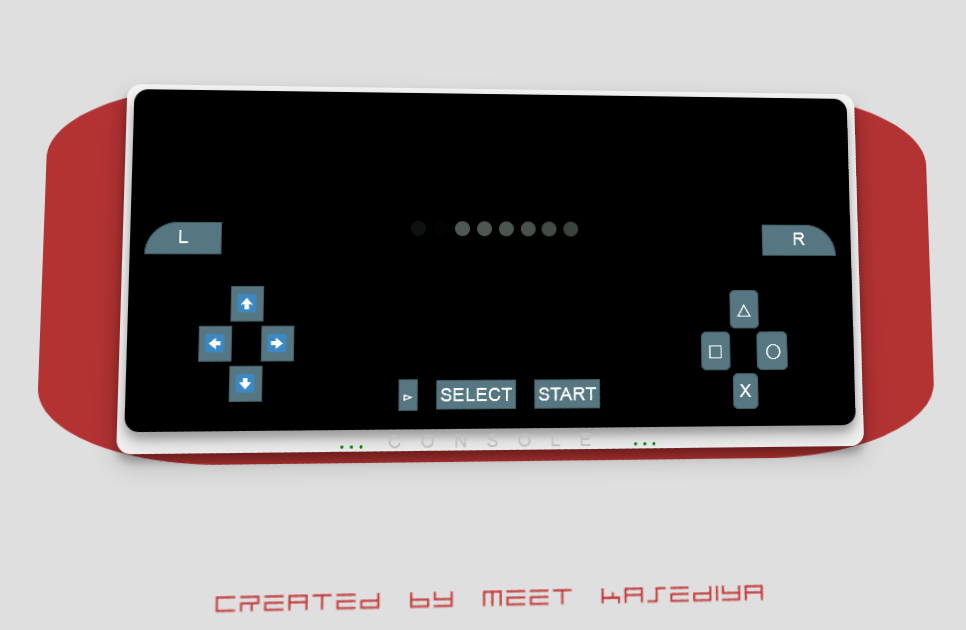 L
R
△
□ ○
▻ SELECT START X
... CONSOLE ...
CREATED BY MEET KASEDIYA